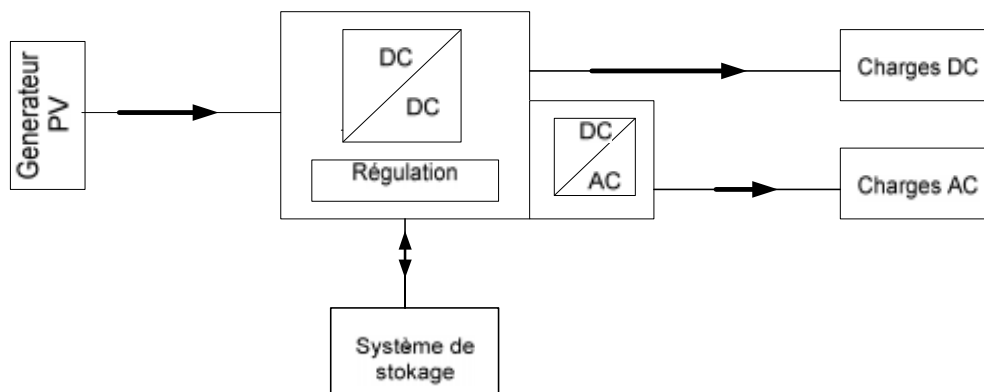 Generateur
PV
DC
DC
Régulation
DC
AC
Charges DC
Charges AC
Système de
stokage